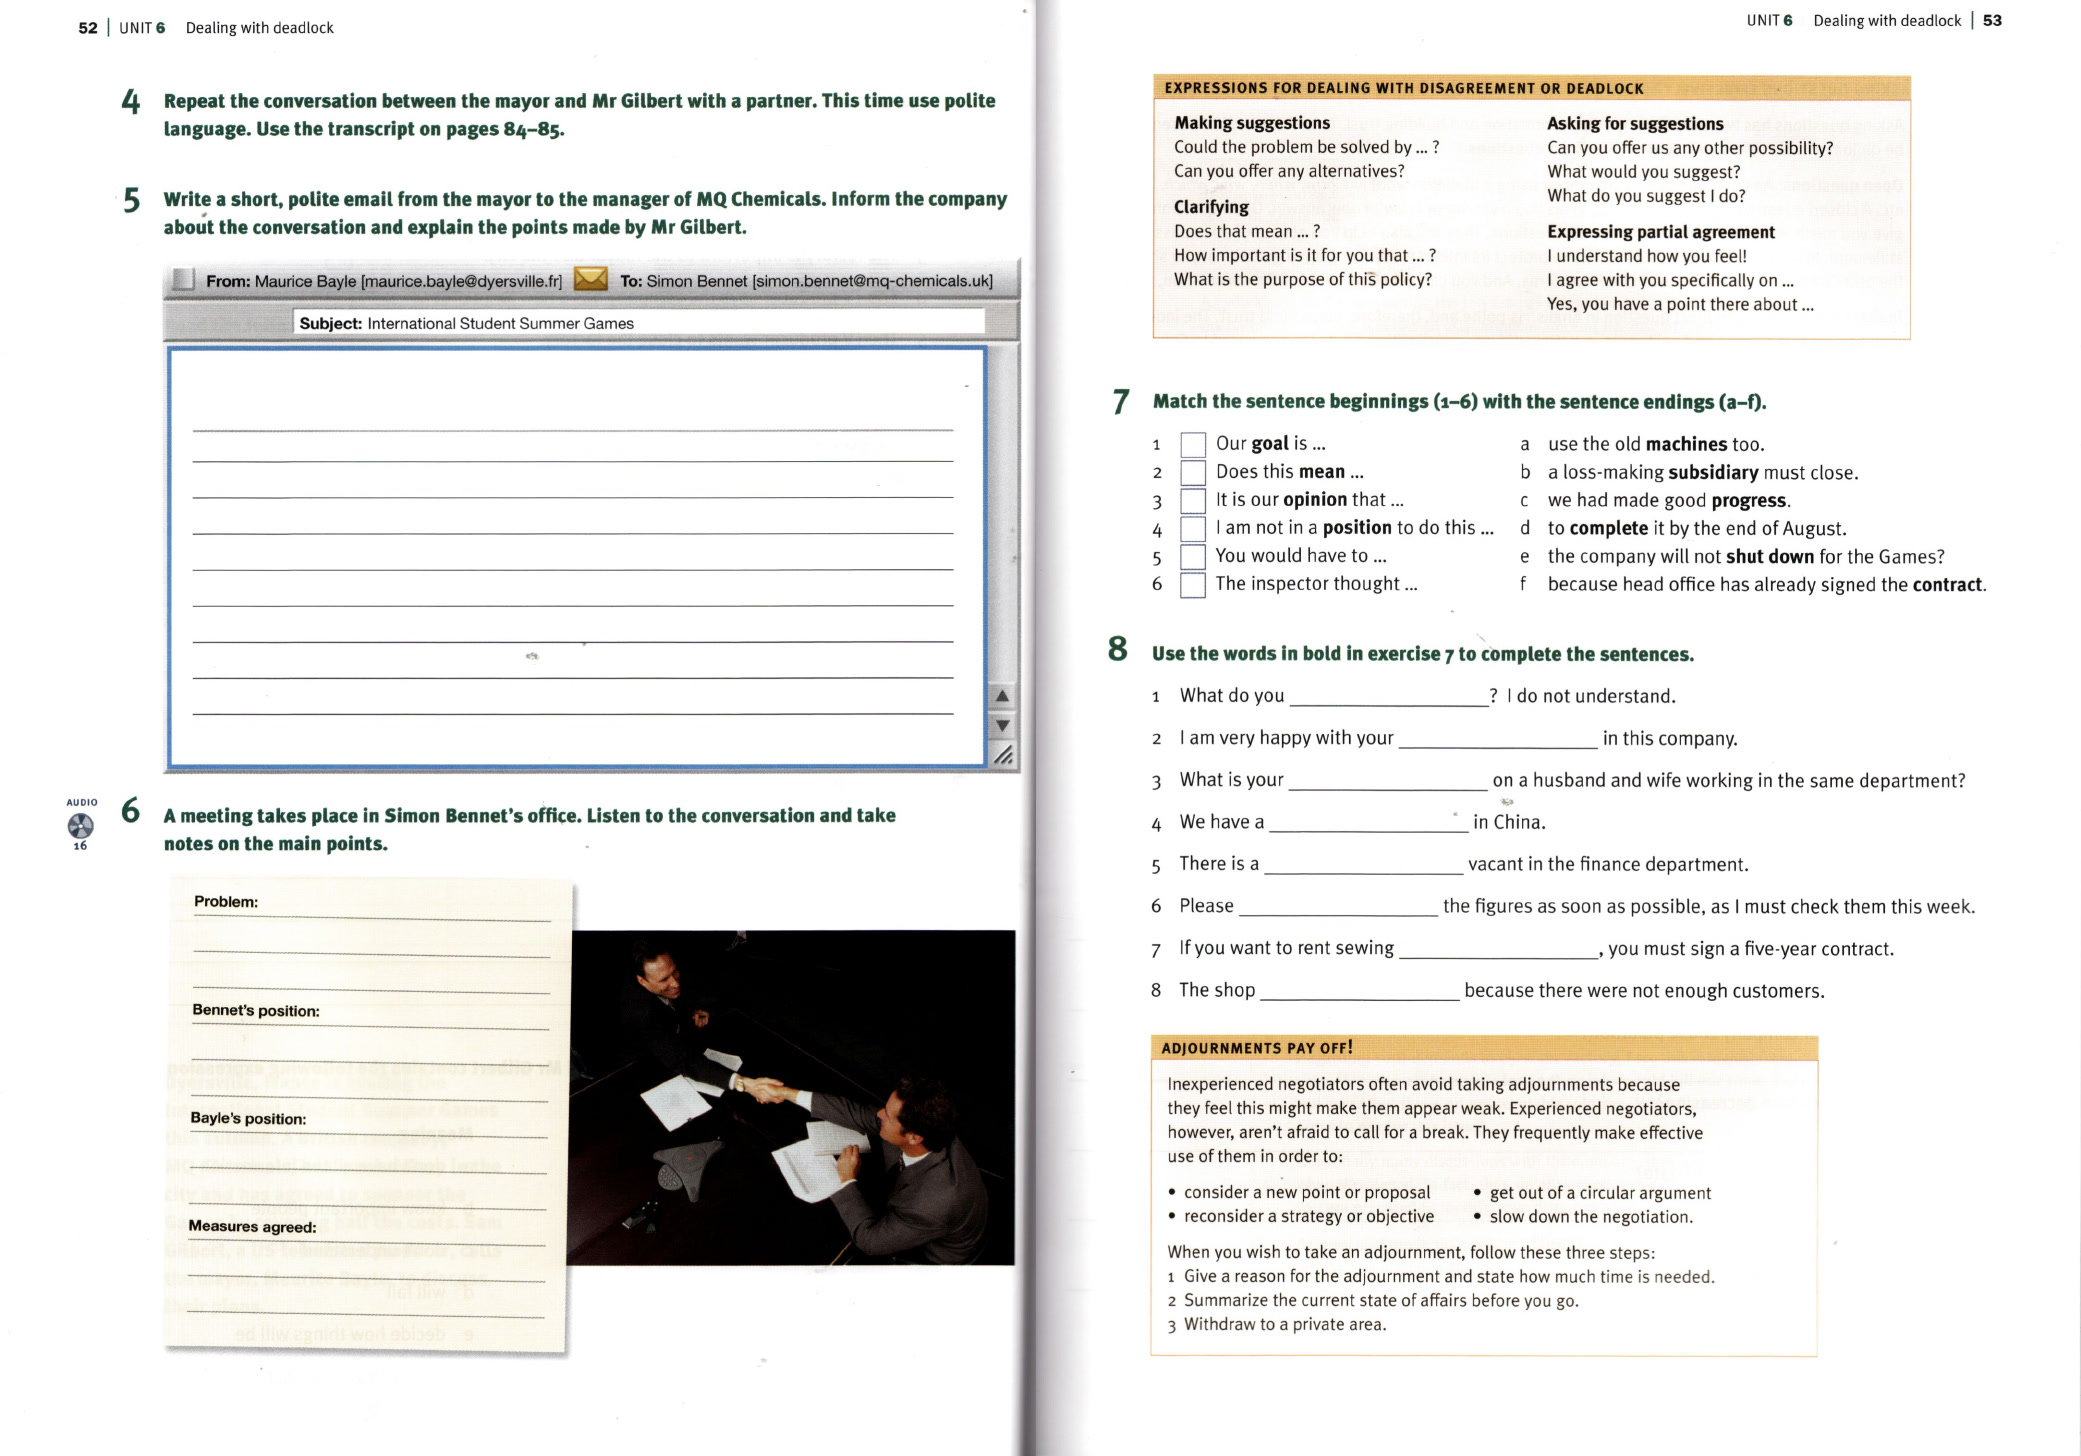 52 | UNIT 6 Dealing with deadlock
4 Repeat the conversation between the mayor and Mr Gilbert with a partner. This time use polite
language. Use the transcript on pages 84–85.
5 Write a short, polite email from the mayor to the manager of MQ Chemicals. Inform the company
about the conversation and explain the points made by Mr Gilbert.
From: Maurice Bayle [maurice.bayle@dyersville.fr] To: Simon Bennet [simon.bennet@mq-chemicals.uk]
Subject: International Student Summer Games
AUDIO
16
6 A meeting takes place in Simon Bennet's office. Listen to the conversation and take
notes on the main points.
Problem:
Bennet's position:
Bayle's position:
Measures agreed:
UNIT 6 Dealing with deadlock | 53
EXPRESSIONS FOR DEALING WITH DISAGREEMENT OR DEADLOCK
Making suggestions
Could the problem be solved by ... ?
Can you offer any alternatives?
Clarifying
Does that mean ... ?
How important is it for you that ... ?
What is the purpose of this policy?
Asking for suggestions
Can you offer us any other possibility?
What would you suggest?
What do you suggest I do?
Expressing partial agreement
I understand how you feel!
I agree with you specifically on ...
Yes, you have a point there about ...
7 Match the sentence beginnings (1–6) with the sentence endings (a–f).
1 Our goal is ...
2 Does this mean ...
3 It is our opinion that ...
4 I am not in a position to do this ...
5 You would have to ...
6 The inspector thought ...
a use the old machines too.
b a loss-making subsidiary must close.
c we had made good progress.
d to complete it by the end of August.
e the company will not shut down for the Games?
f because head office has already signed the contract.
8 Use the words in bold in exercise 7 to complete the sentences.
1 What do you ____________________? I do not understand.
2 I am very happy with your ____________________ in this company.
3 What is your ____________________ on a husband and wife working in the same department?
4 We have a ____________________ in China.
5 There is a ____________________ vacant in the finance department.
6 Please ____________________ the figures as soon as possible, as I must check them this week.
7 If you want to rent sewing ____________________, you must sign a five-year contract.
8 The shop ____________________ because there were not enough customers.
ADJOURNMENTS PAY OFF!
Inexperienced negotiators often avoid taking adjournments because
they feel this might make them appear weak. Experienced negotiators,
however, aren't afraid to call for a break. They frequently make effective
use of them in order to:
• consider a new point or proposal
• reconsider a strategy or objective
• get out of a circular argument
• slow down the negotiation.
When you wish to take an adjournment, follow these three steps:
1 Give a reason for the adjournment and state how much time is needed.
2 Summarize the current state of affairs before you go.
3 Withdraw to a private area.